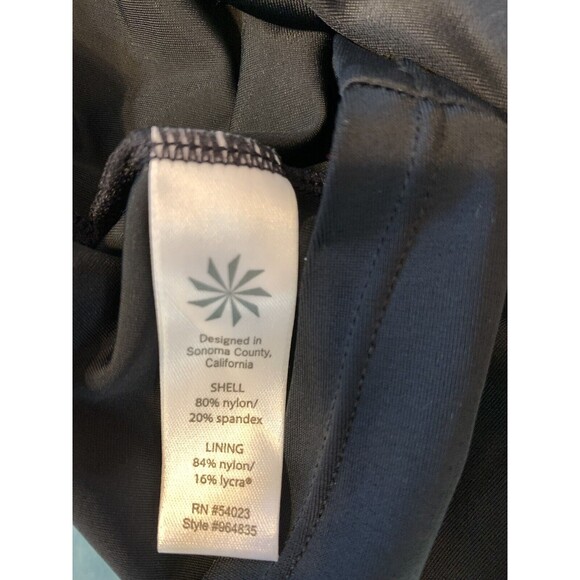 Designed in
Sonoma County,
California
SHELL
80% nylon/
20% spandex
LINING
84% nylon/
16% lycra®
RN #54023
Style #964835